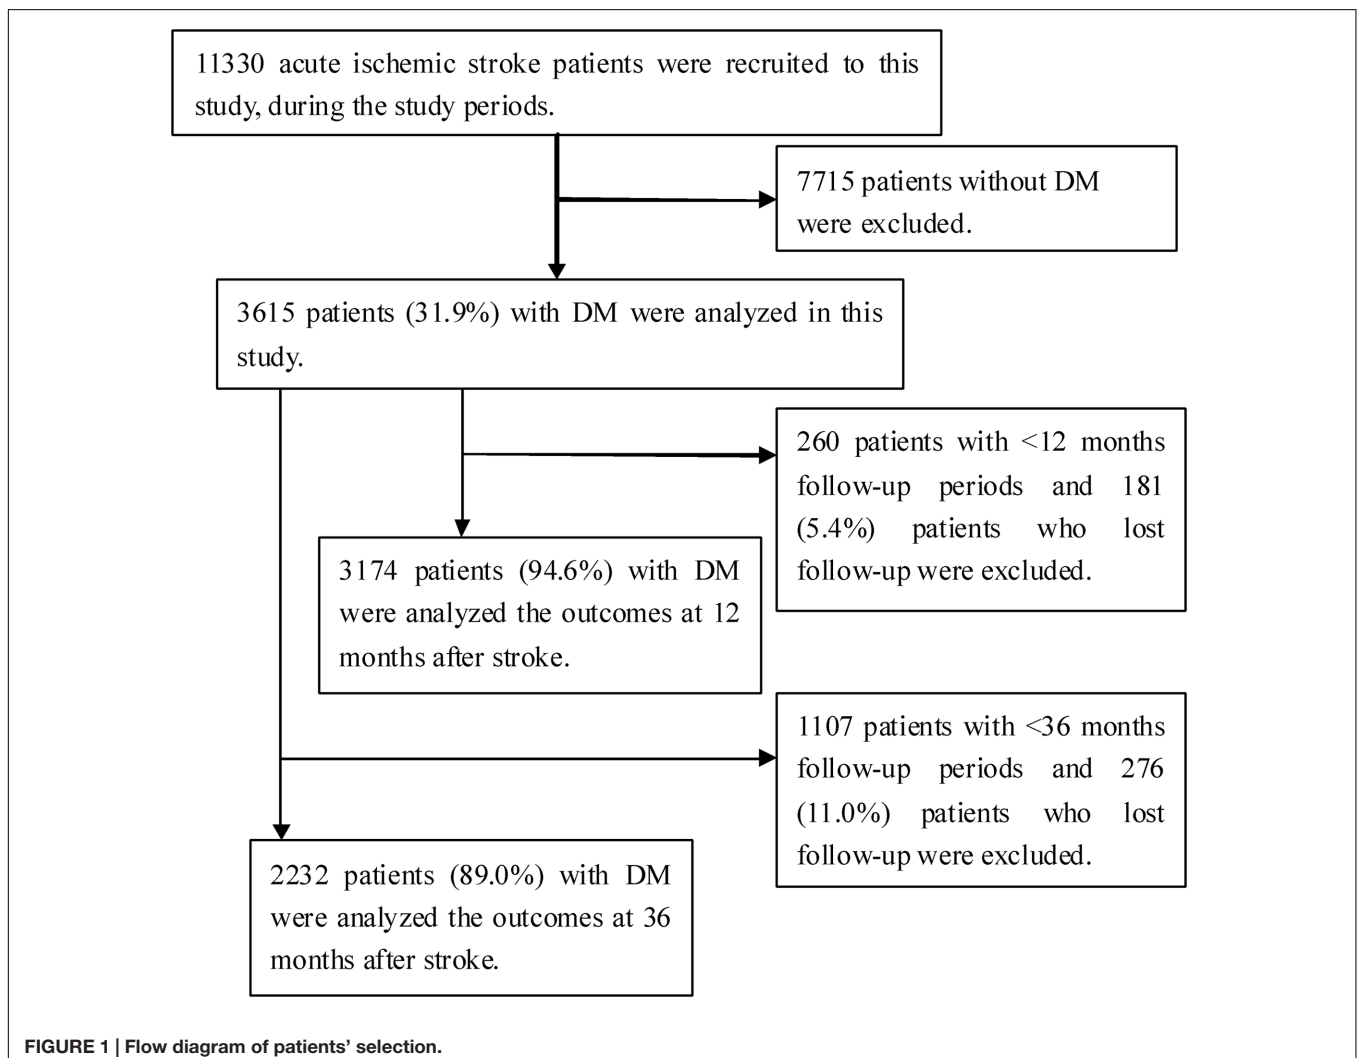 11330 acute ischemic stroke patients were recruited to this
study, during the study periods.
7715 patients without DM
were excluded.
3615 patients (31.9%) with DM were analyzed in this
study.
260 patients with <12 months
follow-up periods and 181
(5.4%) patients who lost
follow-up were excluded.
3174 patients (94.6%) with DM
were analyzed the outcomes at 12
months after stroke.
1107 patients with <36 months
follow-up periods and 276
(11.0%) patients who lost
follow-up were excluded.
2232 patients (89.0%) with DM
were analyzed the outcomes at 36
months after stroke.
FIGURE 1 | Flow diagram of patients’ selection.